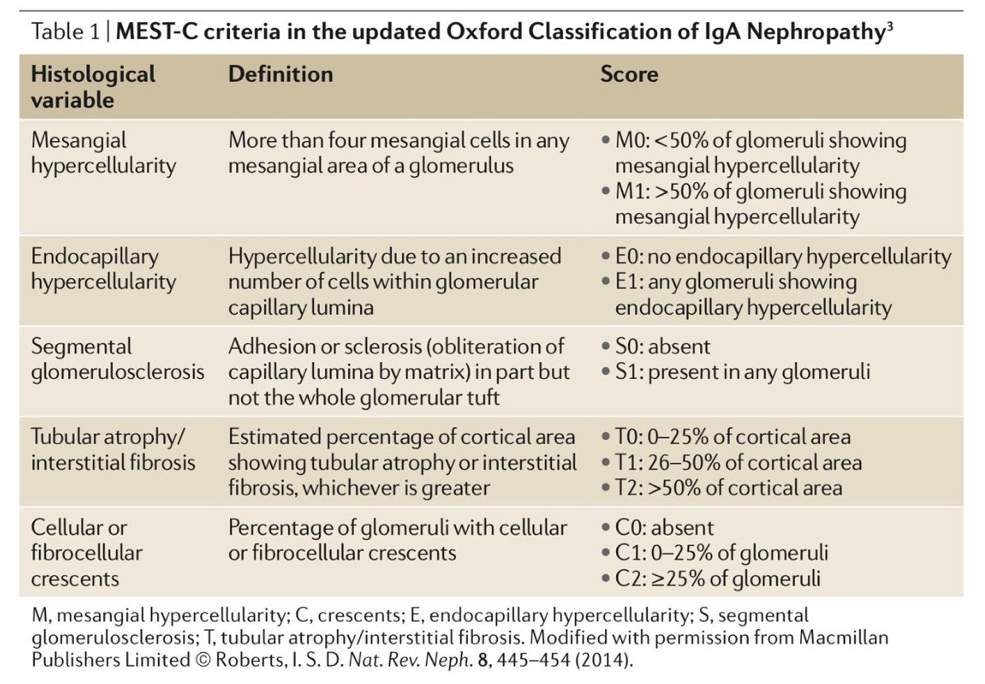 Table 1 | MEST-C criteria in the updated Oxford Classification of IgA Nephropathy³
Histological variable
Definition
Score
Mesangial
hypercellularity
More than four mesangial cells in any
mesangial area of a glomerulus
• M0: <50% of glomeruli showing
mesangial hypercellularity
• M1: >50% of glomeruli showing
mesangial hypercellularity
Endocapillary
hypercellularity
Hypercellularity due to an increased
number of cells within glomerular
capillary lumina
• E0: no endocapillary hypercellularity
• E1: any glomeruli showing
endocapillary hypercellularity
Segmental
glomerulosclerosis
Adhesion or sclerosis (obliteration of
capillary lumina by matrix) in part but
not the whole glomerular tuft
• S0: absent
• S1: present in any glomeruli
Tubular atrophy/
interstitial fibrosis
Estimated percentage of cortical area
showing tubular atrophy or interstitial
fibrosis, whichever is greater
• T0: 0–25% of cortical area
• T1: 26–50% of cortical area
• T2: >50% of cortical area
Cellular or
fibrocellular
crescents
Percentage of glomeruli with cellular
or fibrocellular crescents
• C0: absent
• C1: 0–25% of glomeruli
• C2: ≥25% of glomeruli
M, mesangial hypercellularity; C, crescents; E, endocapillary hypercellularity; S, segmental
glomerulosclerosis; T, tubular atrophy/interstitial fibrosis. Modified with permission from Macmillan
Publishers Limited © Roberts, I. S. D. Nat. Rev. Neph. 8, 445–454 (2014).